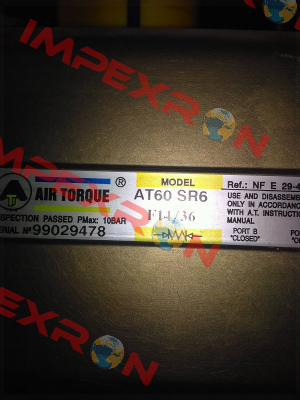 IMPEXRON
MODEL
Ref.: NF E 29-4
® AIR TORQUE
AT60 SR6
USE AND DISASSEMB
ONLY IN ACCORDANC
WITH A.T. INSTRUCTI
MANUAL
F14/36
INSPECTION PASSED PMax: 10BAR
SERIAL Nº99029478
PORT B
"CLOSED"
IMPEXRON
IMPEXRON